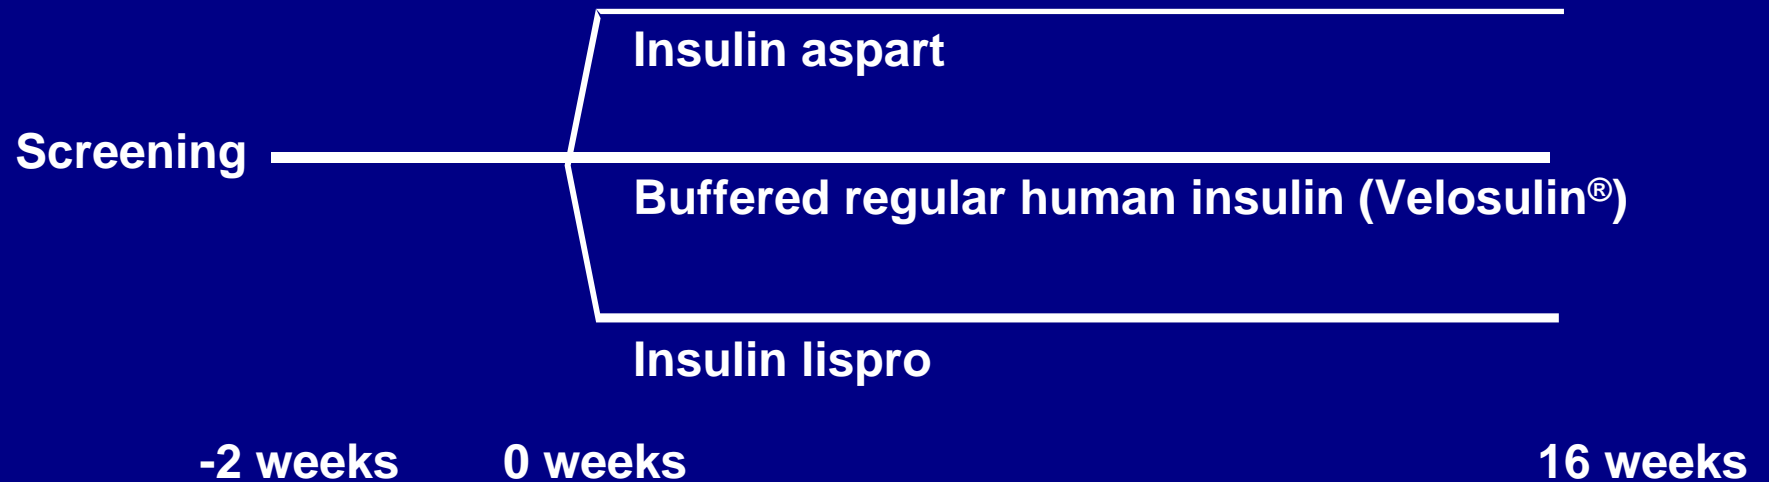 Insulin aspart
Screening
Buffered regular human insulin (Velosulin®)
Insulin lispro
-2 weeks 0 weeks 16 weeks